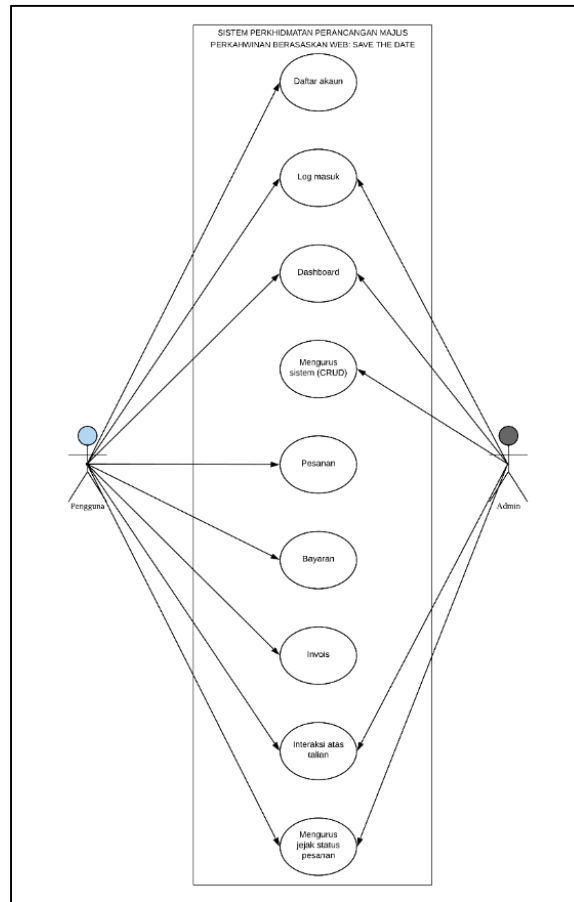 SISTEM PERKHIDMATAN PERANCANGAN MAJLIS
PERKAHWINAN BERASASKAN WEB: SAVE THE DATE
Daftar akaun
Log masuk
Dashboard
Mengurus
sistem (CRUD)
Pengguna
Pesanan
Admin
Bayaran
Invois
Interaksi atas
talian
Mengurus
jejak status
pesanan